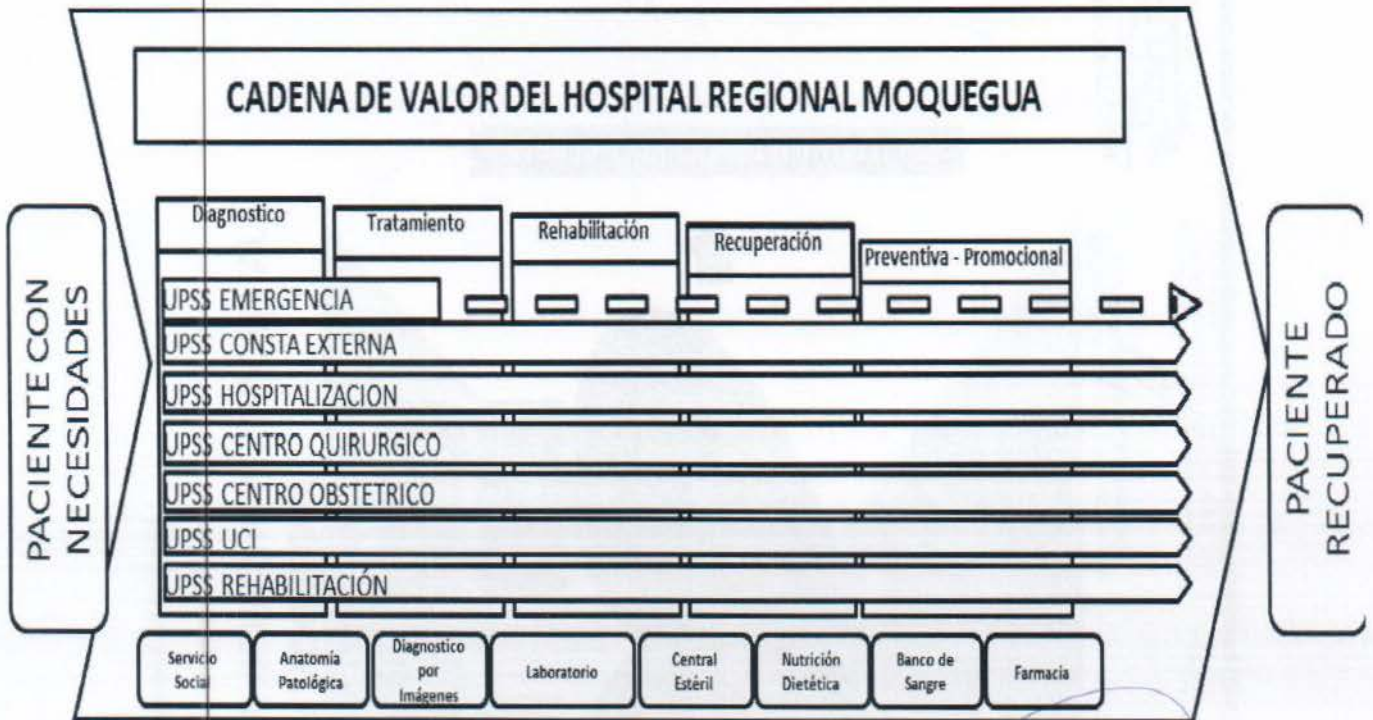 CADENA DE VALOR DEL HOSPITAL REGIONAL MOQUEGUA
PACIENTE CON
NECESIDADES
Diagnostico
Tratamiento
Rehabilitación
Recuperación
Preventiva - Promocional
UPSS EMERGENCIA
UPSS CONSTA EXTERNA
UPSS HOSPITALIZACION
UPSS CENTRO QUIRURGICO
UPSS CENTRO OBSTETRICO
UPSS UCI
UPSS REHABILITACIÓN
PACIENTE
RECUPERADO
Servicio
Social
Anatomía
Patológica
Diagnostico
por
Imágenes
Laboratorio
Central
Estéril
Nutrición
Dietética
Banco de
Sangre
Farmacia